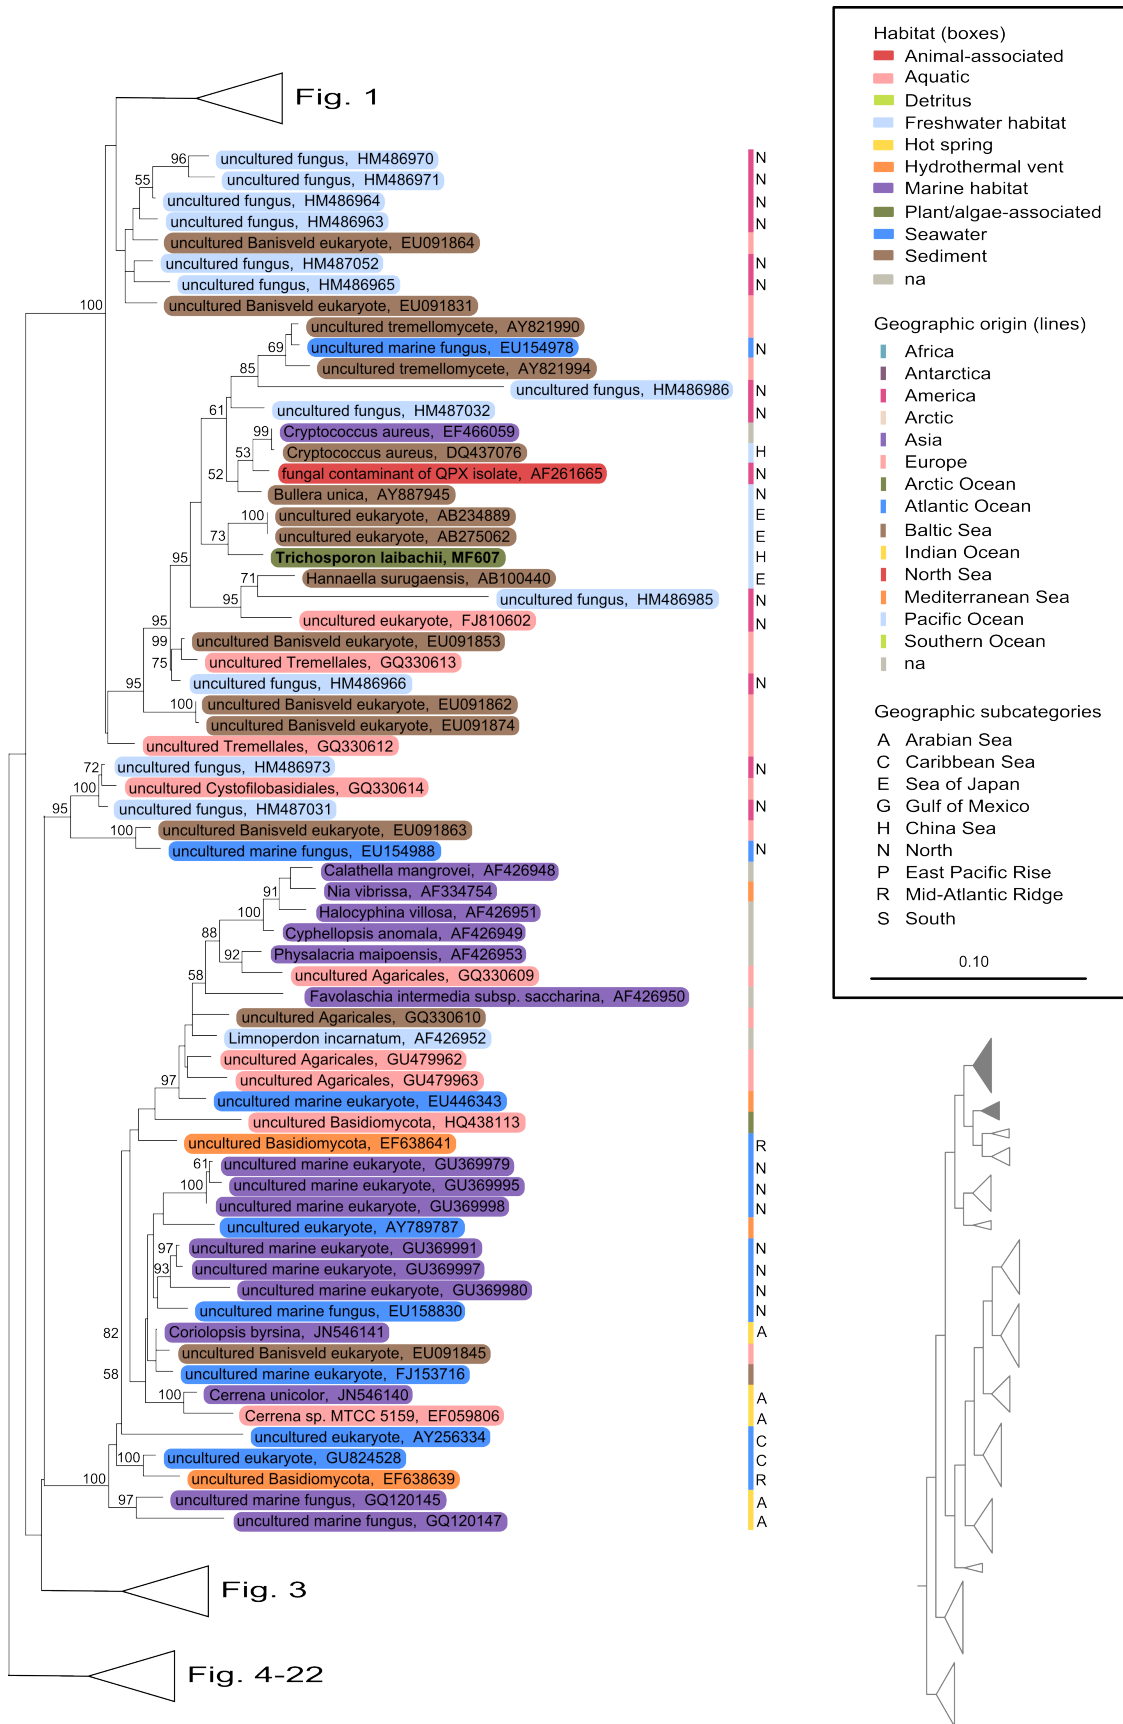 Fig. 1
96
uncultured fungus, HM486970 N
uncultured fungus, HM486971 N
55
uncultured fungus, HM486964 N
uncultured fungus, HM486963 N
uncultured Banisveld eukaryote, EU091864
uncultured fungus, HM487052 N
uncultured fungus, HM486965 N
100
uncultured Banisveld eukaryote, EU091831
uncultured tremellomycete, AY821990
69
uncultured marine fungus, EU154978 N
85
uncultured tremellomycete, AY821994
uncultured fungus, HM486986 N
61
uncultured fungus, HM487032 N
99
Cryptococcus aureus, EF466059
53
Cryptococcus aureus, DQ437076 H
52
fungal contaminant of QPX isolate, AF261665 N
Bullera unica, AY887945 N
100
uncultured eukaryote, AB234889 E
73
uncultured eukaryote, AB275062 E
95
Trichosporon laibachii, MF607 H
71
Hannaella surugaensis, AB100440 E
95
uncultured fungus, HM486985 N
95
uncultured eukaryote, FJ810602 N
99
uncultured Banisveld eukaryote, EU091853
75
uncultured Tremellales, GQ330613
95
uncultured fungus, HM486966 N
100
uncultured Banisveld eukaryote, EU091862
uncultured Banisveld eukaryote, EU091874
uncultured Tremellales, GQ330612
72
uncultured fungus, HM486973 N
100
uncultured Cystofilobasidiales, GQ330614
95
uncultured fungus, HM487031 N
100
uncultured Banisveld eukaryote, EU091863
uncultured marine fungus, EU154988 N
Calathella mangrovei, AF426948
91
Nia vibrissa, AF334754
100
Halocyphina villosa, AF426951
88
Cyphellopsis anomala, AF426949
92
Physalacria maipoensis, AF426953
58
uncultured Agaricales, GQ330609
Favolaschia intermedia subsp. saccharina, AF426950
uncultured Agaricales, GQ330610
Limnoperdon incarnatum, AF426952
uncultured Agaricales, GU479962
97
uncultured Agaricales, GU479963
uncultured marine eukaryote, EU446343
uncultured Basidiomycota, HQ438113
uncultured Basidiomycota, EF638641 R
61
uncultured marine eukaryote, GU369979 N
100
uncultured marine eukaryote, GU369995 N
uncultured marine eukaryote, GU369998 N
uncultured eukaryote, AY789787
97
uncultured marine eukaryote, GU369991 N
93
uncultured marine eukaryote, GU369997 N
uncultured marine eukaryote, GU369980 N
uncultured marine fungus, EU158830 N
82
Coriolopsis byrsina, JN546141 A
uncultured Banisveld eukaryote, EU091845
58
uncultured marine eukaryote, FJ153716
100
Cerrena unicolor, JN546140 A
Cerrena sp. MTCC 5159, EF059806 A
uncultured eukaryote, AY256334 C
100
uncultured eukaryote, GU824528 C
100
uncultured Basidiomycota, EF638639 R
97
uncultured marine fungus, GQ120145 A
uncultured marine fungus, GQ120147 A
Fig. 3
Fig. 4-22
Habitat (boxes)
Animal-associated
Aquatic
Detritus
Freshwater habitat
Hot spring
Hydrothermal vent
Marine habitat
Plant/algae-associated
Seawater
Sediment
na
Geographic origin (lines)
Africa
Antarctica
America
Arctic
Asia
Europe
Arctic Ocean
Atlantic Ocean
Baltic Sea
Indian Ocean
North Sea
Mediterranean Sea
Pacific Ocean
Southern Ocean
na
Geographic subcategories
A Arabian Sea
C Caribbean Sea
E Sea of Japan
G Gulf of Mexico
H China Sea
N North
P East Pacific Rise
R Mid-Atlantic Ridge
S South
0.10